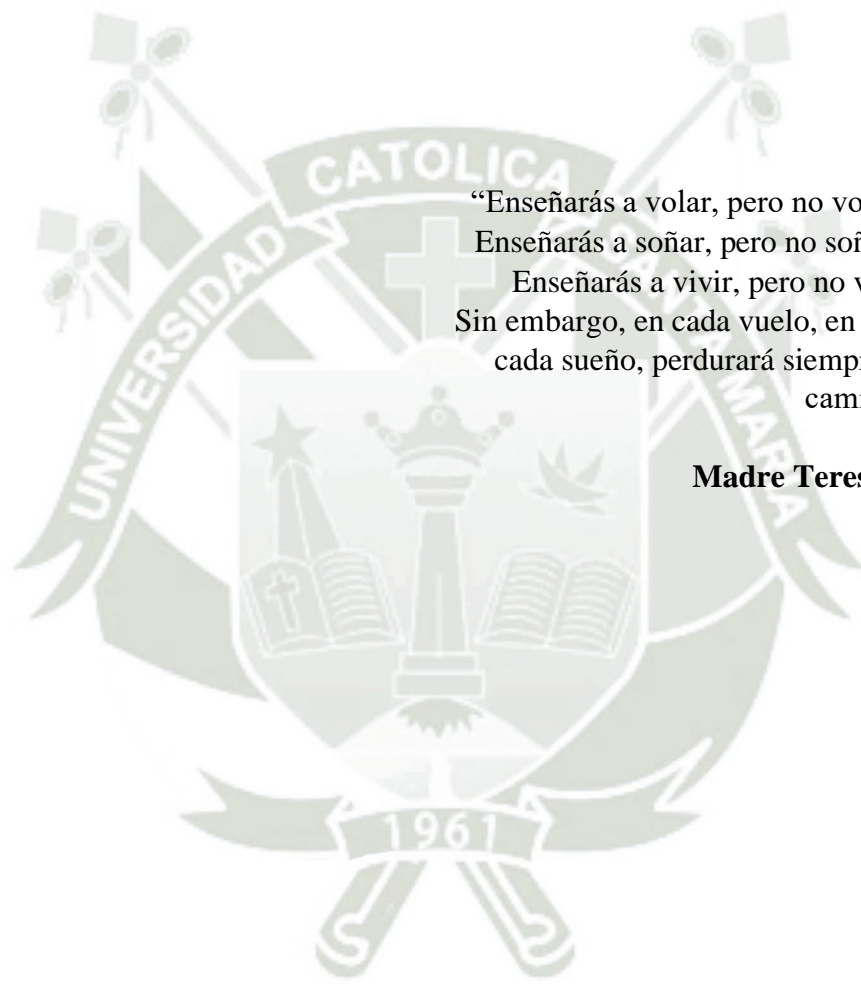 CATOLICA
UNIVERSIDAD
MARIA
“Enseñarás a volar, pero no
Enseñarás a soñar, pero no
Enseñarás a vivir, pero no
Sin embargo, en cada vuelo, en
cada sueño, perdurará
Madre
1961